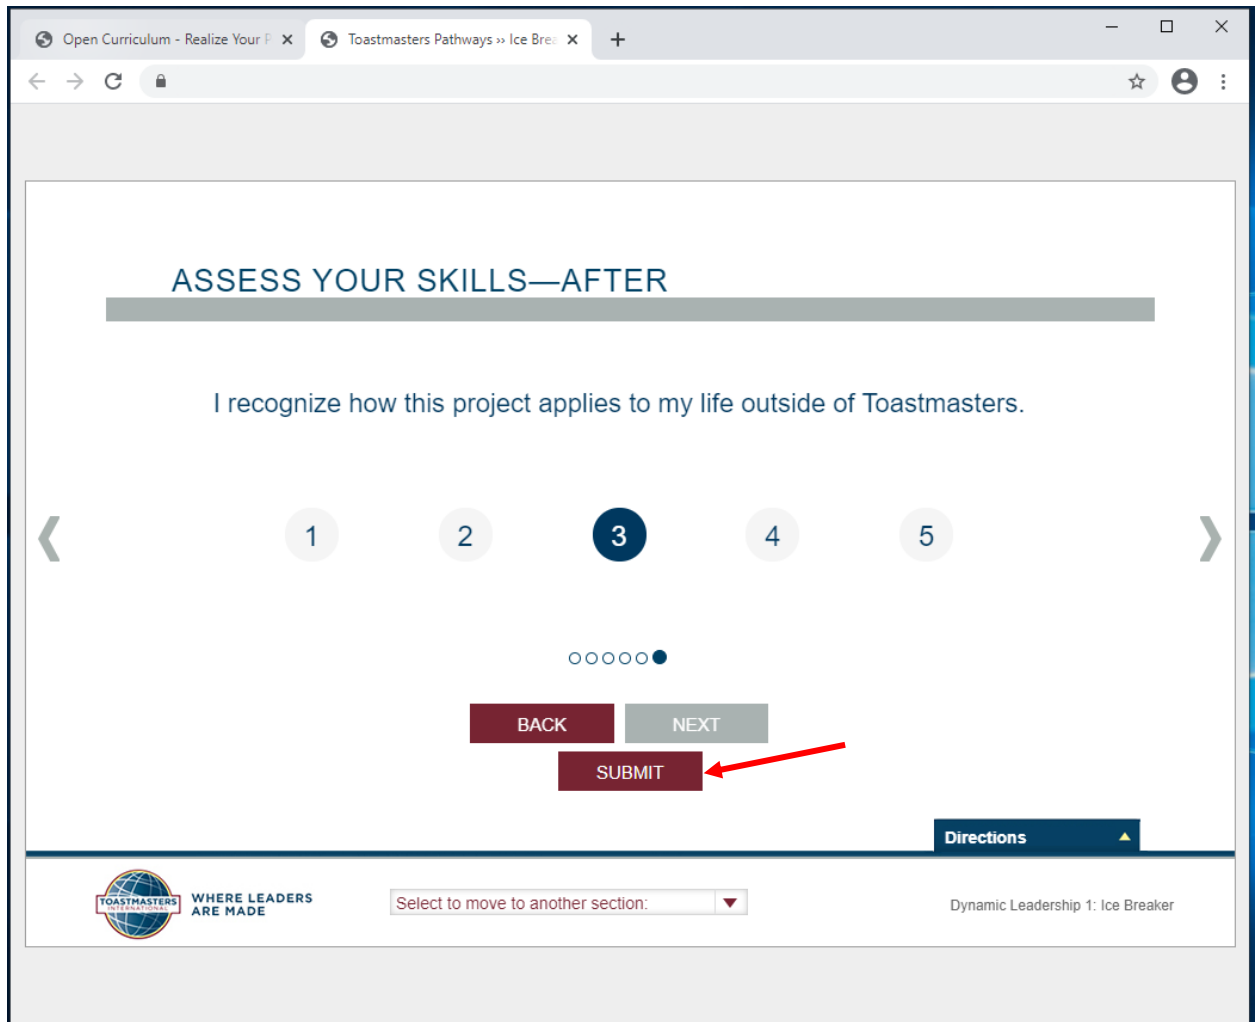 Open Curriculum - Realize Your P
Toastmasters Pathways ›› Ice Brea
ASSESS YOUR SKILLS—AFTER
I recognize how this project applies to my life outside of Toastmasters.
1 2 3 4 5
BACK NEXT
SUBMIT
Directions
TOASTMASTERS
INTERNATIONAL
WHERE LEADERS
ARE MADE
Select to move to another section:
Dynamic Leadership 1: Ice Breaker